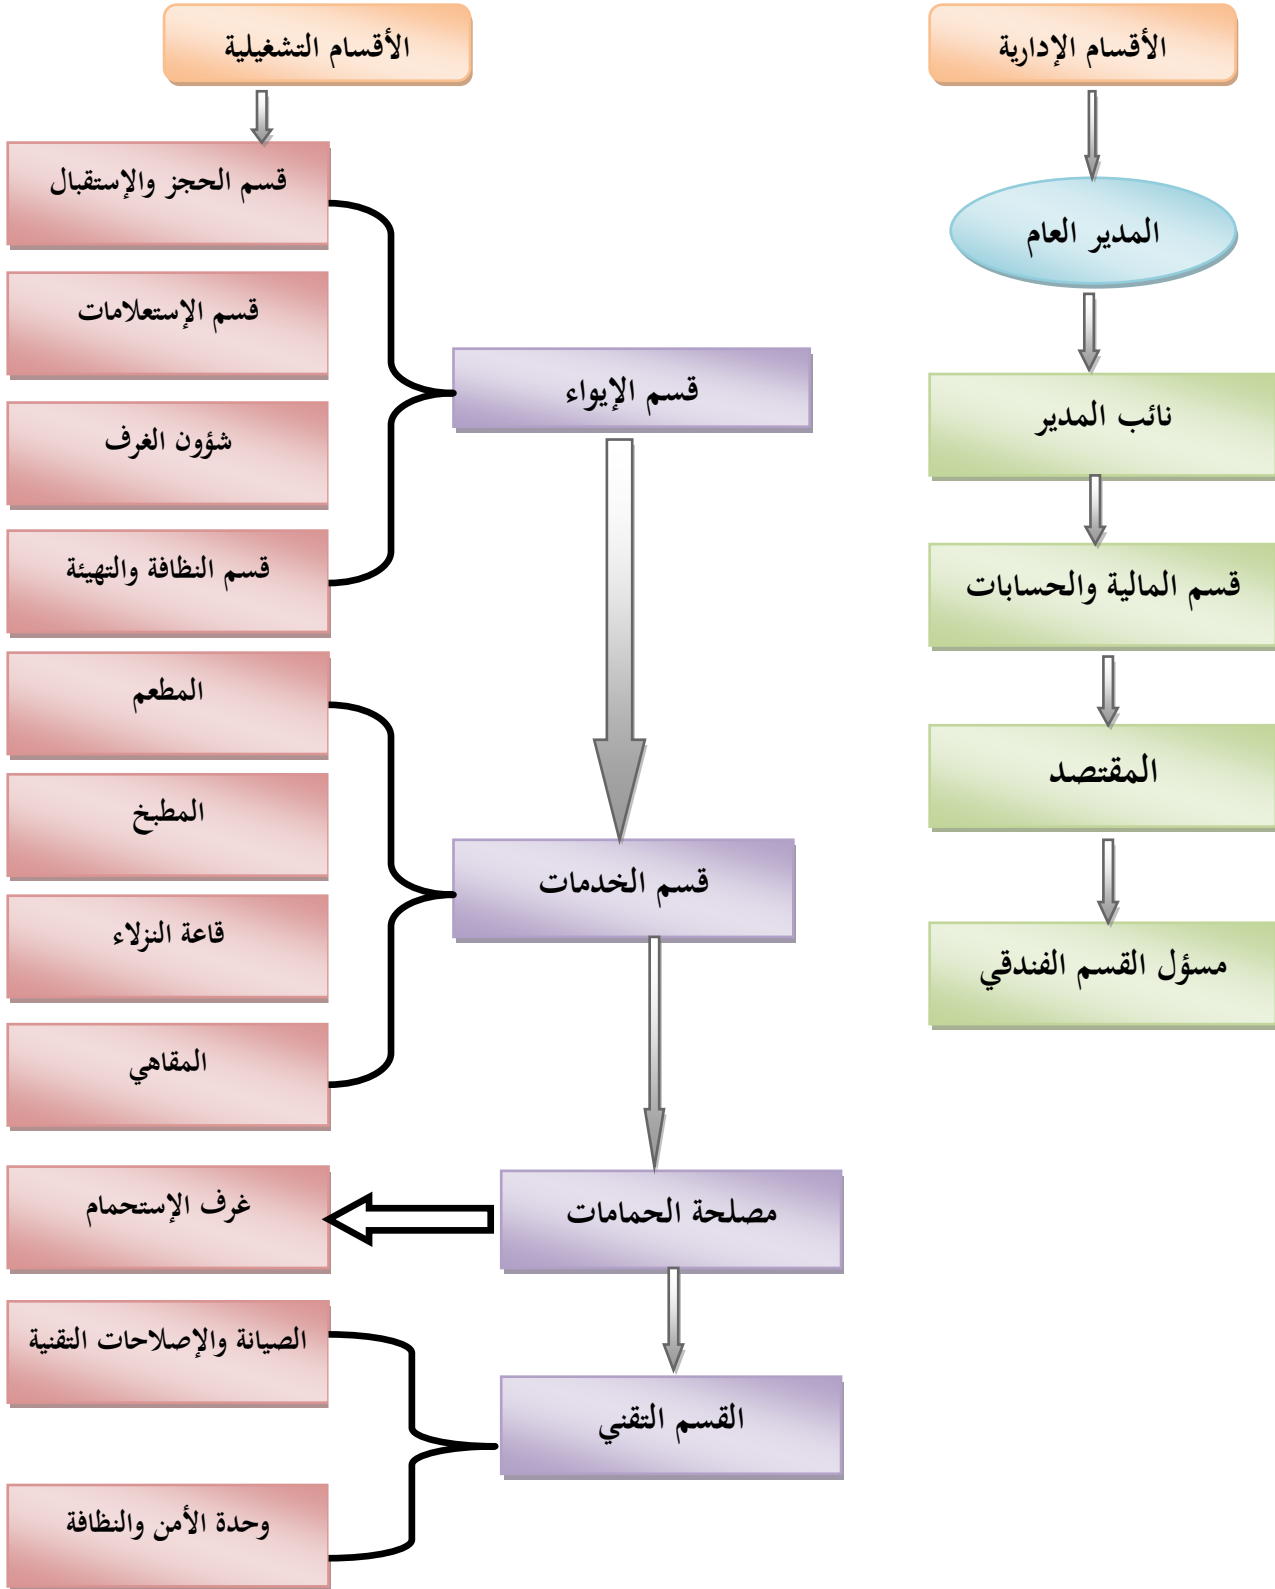 الأقسام الإدارية
المدير العام
نائب المدير
قسم المالية والحسابات
المقتصد
مسؤل القسم الفندقي
الأقسام التشغيلية
قسم الإيواء
قسم الحجز والإستقبال
قسم الإستعلامات
شؤون الغرف
قسم النظافة والتهيئة
قسم الخدمات
المطعم
المطبخ
قاعة النزلاء
المقاهي
مصلحة الحمامات
غرف الإستحمام
القسم التقني
الصيانة والإصلاحات التقنية
وحدة الأمن والنظافة